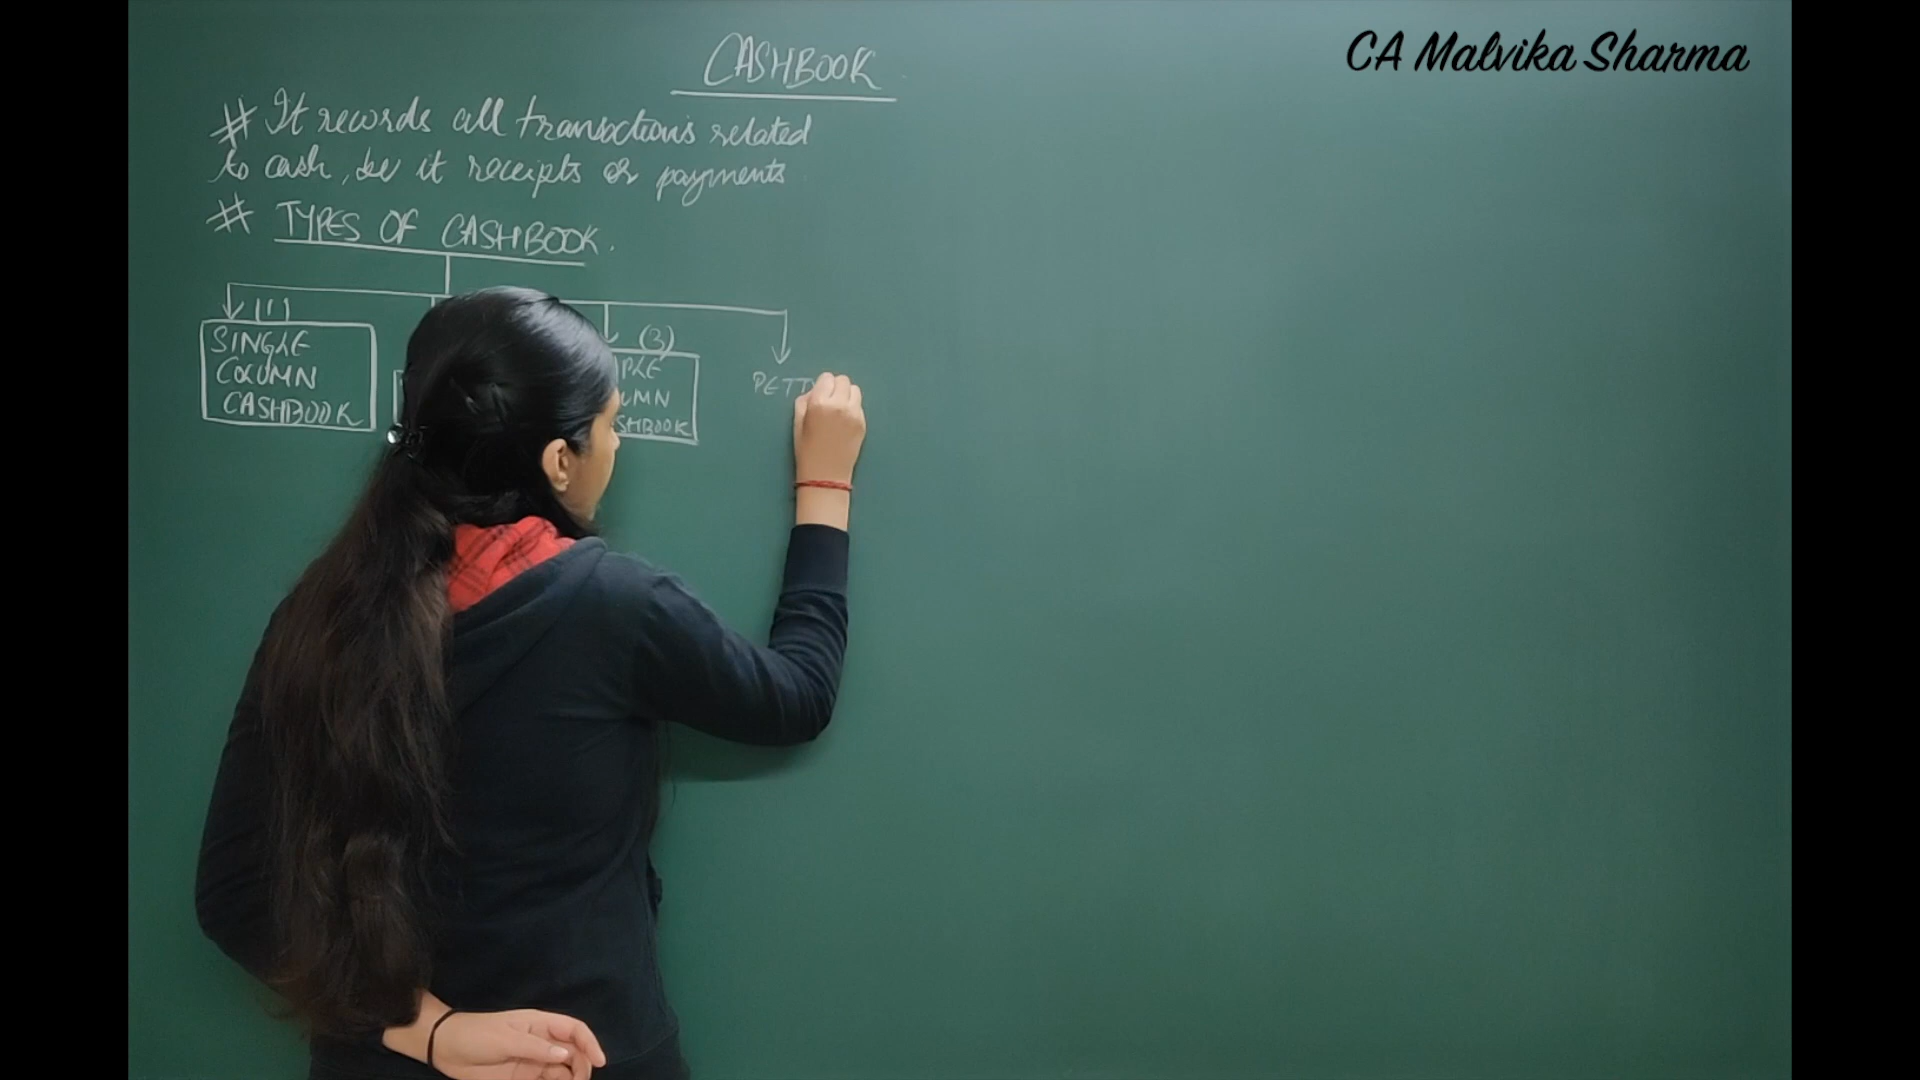 CASHBOOK
CA Malvika Sharma
# It records all transactions related
to cash, be it receipts or payments
# TYPES OF CASHBOOK.
(1)
SINGLE
COLUMN
CASHBOOK
(3)
PLE
UMN
SHBOOK
PETT